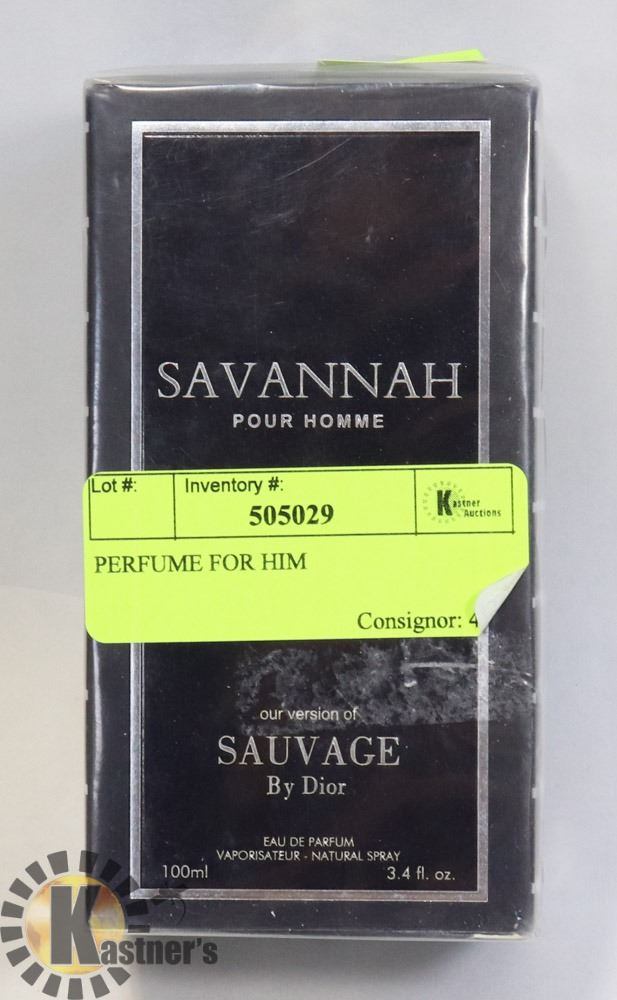 SAVANNAH
POUR HOMME
Lot #:
Inventory #:
505029
Kastner
Auctions
PERFUME FOR HIM
Consignor: 4
our version of
SAUVAGE
By Dior
EAU DE PARFUM
VAPORISATEUR - NATURAL SPRAY
100ml
3.4 fl. oz.
Kastner's